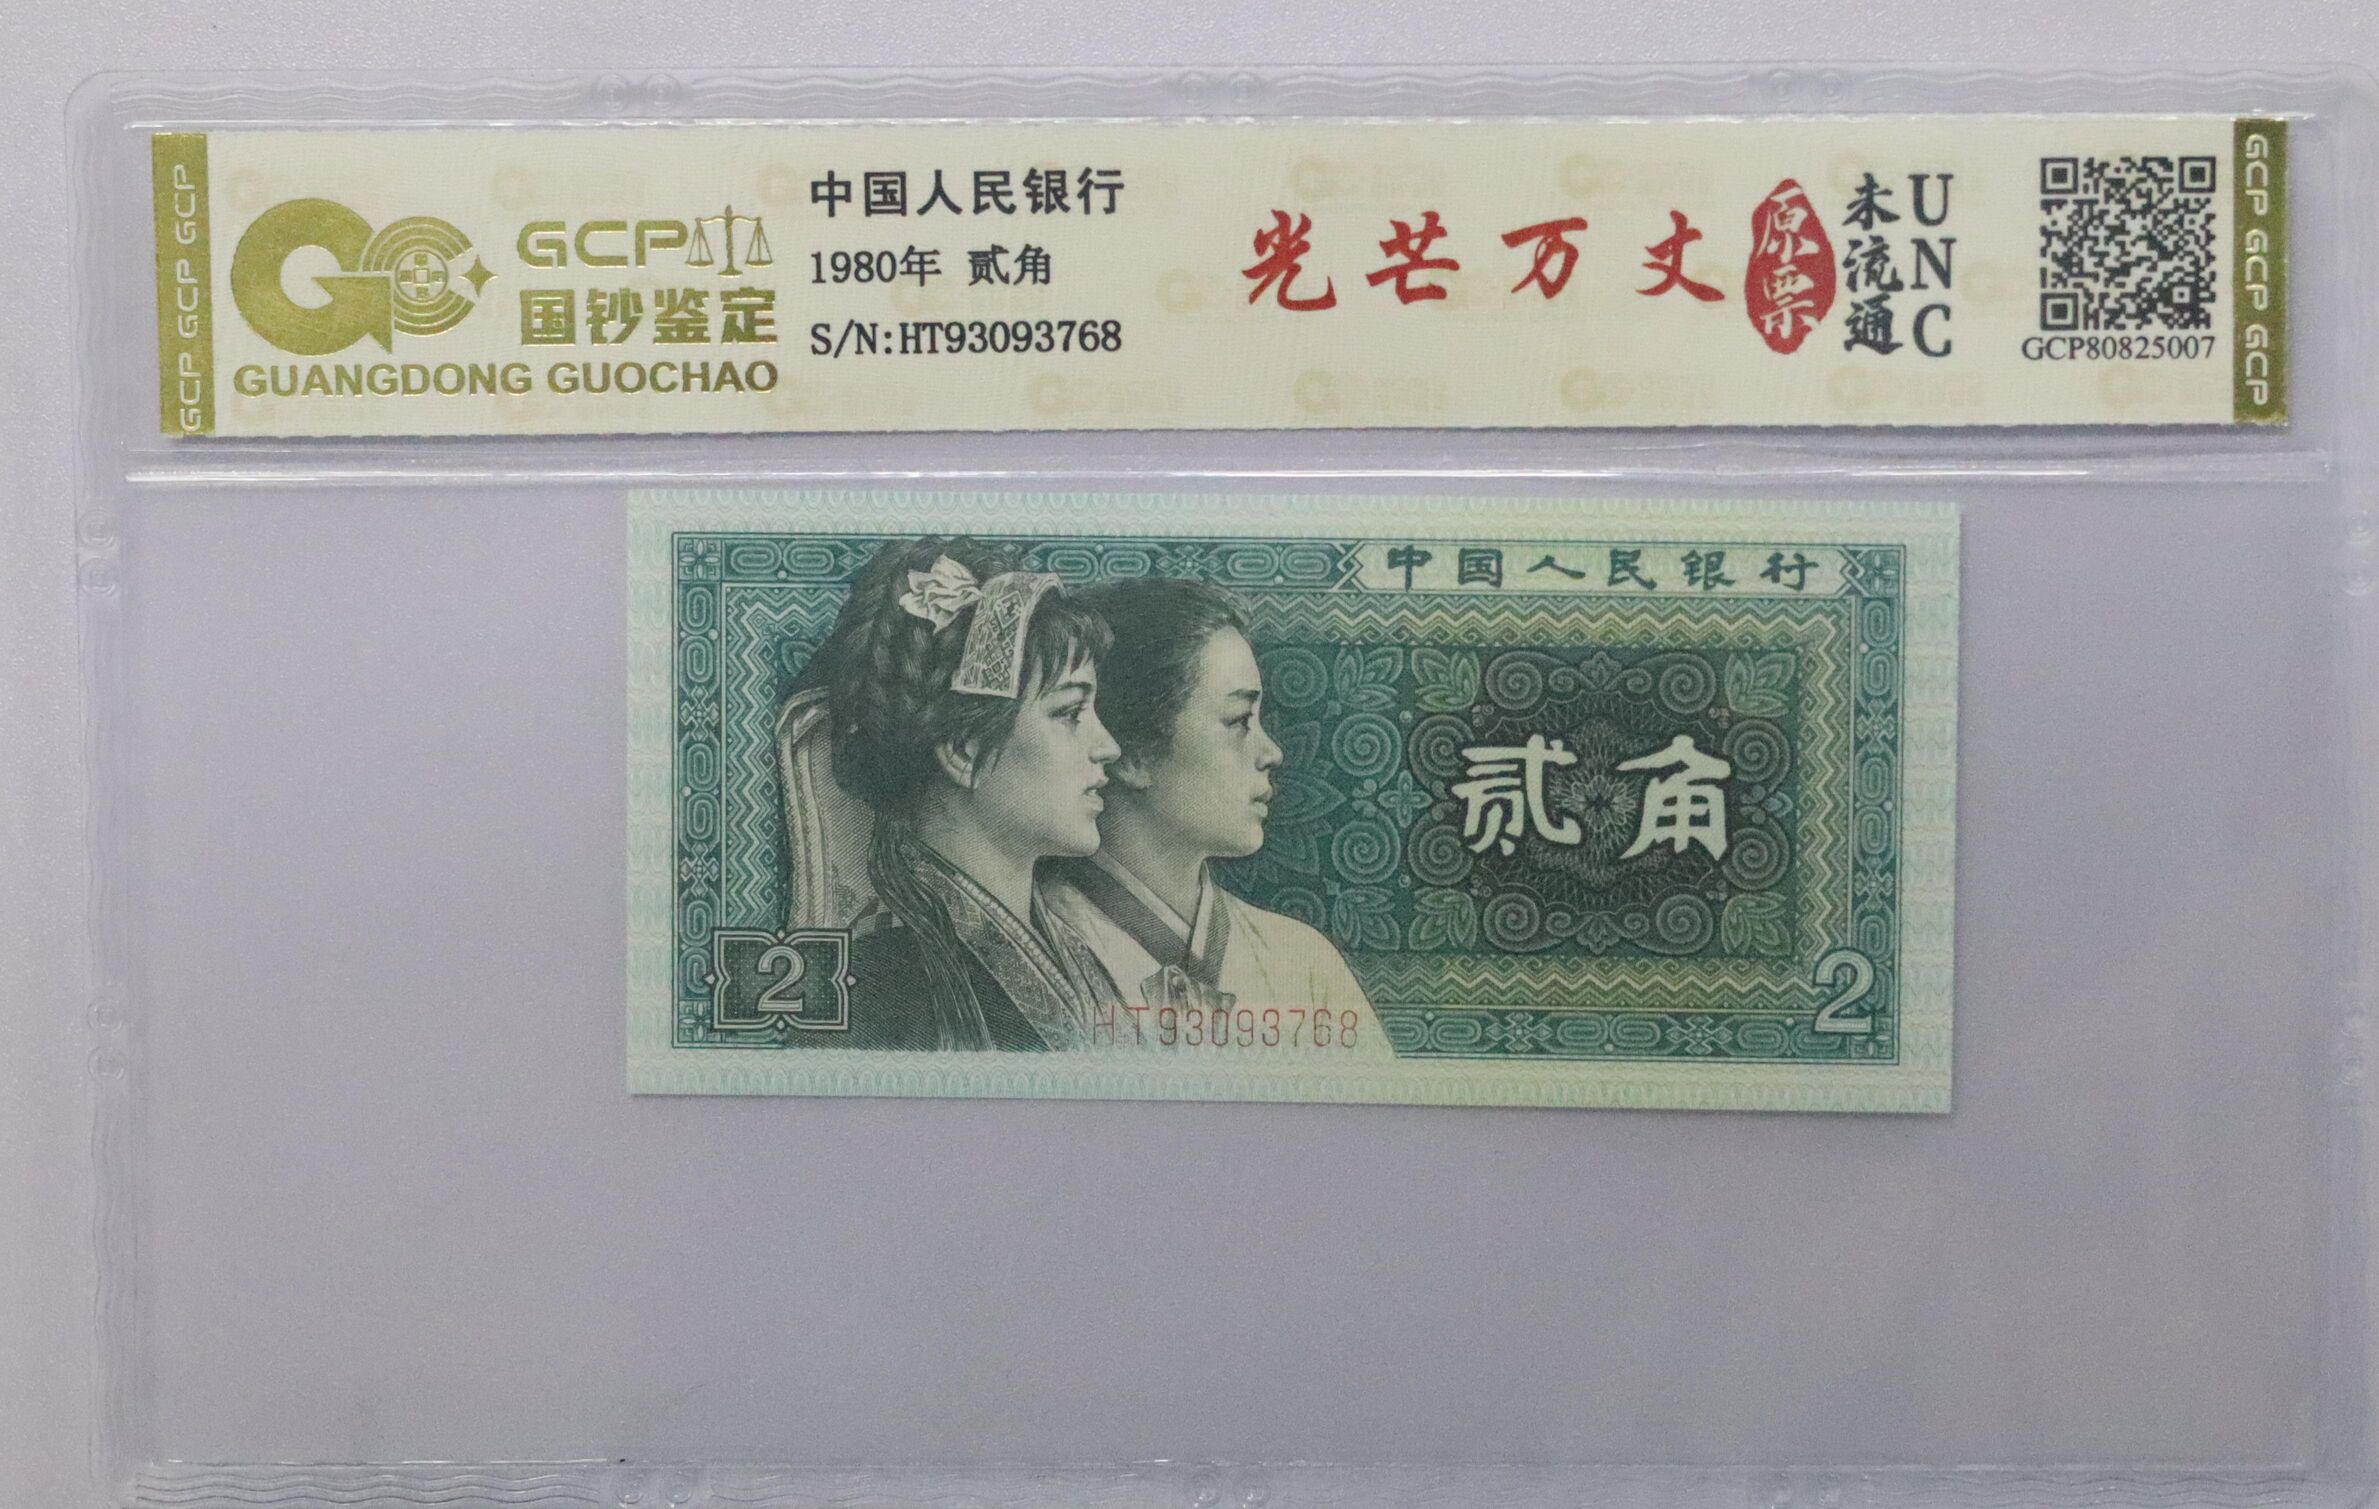 GCP GCP GCP
GCP
国钞鉴定
GUANGDONG GUOCHAO
中国人民银行
1980年 贰角
S/N:HT93093768
光芒万丈
原票
未流通
UNC
GCP80825007
GCP GCP GCP
中国人民银行
贰角
2
HT93093768
2